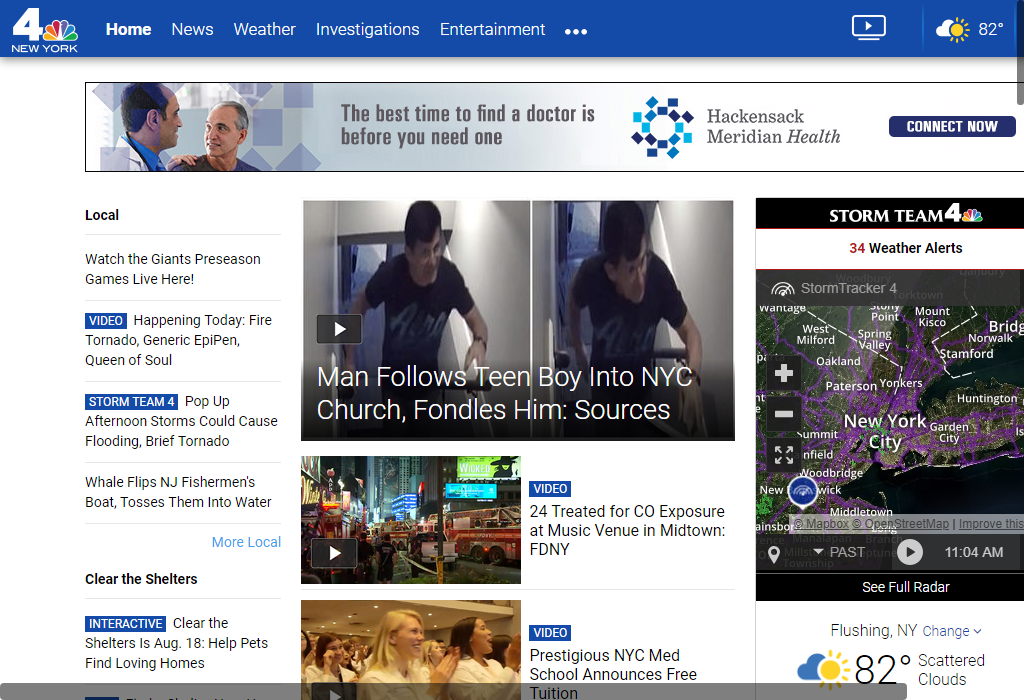 4
NEW YORK
Home News Weather Investigations Entertainment •••
82°
The best time to find a doctor is
before you need one
Hackensack
Meridian Health
CONNECT NOW
Local
Watch the Giants Preseason
Games Live Here!
VIDEO Happening Today: Fire
Tornado, Generic EpiPen,
Queen of Soul
STORM TEAM 4 Pop Up
Afternoon Storms Could Cause
Flooding, Brief Tornado
Whale Flips NJ Fishermen's
Boat, Tosses Them Into Water
More Local
Clear the Shelters
INTERACTIVE Clear the
Shelters Is Aug. 18: Help Pets
Find Loving Homes
Man Follows Teen Boy Into NYC
Church, Fondles Him: Sources
WICKED
VIDEO
24 Treated for CO Exposure
at Music Venue in Midtown:
FDNY
VIDEO
Prestigious NYC Med
School Announces Free
Tuition
STORM TEAM 4
34 Weather Alerts
Woodbury
Danbury
StormTracker 4
Yorktown
Wantage
Stony
Point
Mount
Kisco
West
Milford
Spring
Valley
Bridg
Norwalk
Stamford
Oakland
Paterson
Yonkers
Huntington
New York
City
Garden
City
Is
Summit
nfield
Woodbridge
New
wick
Middletown
ainsbor
© Mapbox © OpenStreetMap | Improve this
Manalapan
Township
PAST
11:04 AM
See Full Radar
Flushing, NY Change
82° Scattered
Clouds